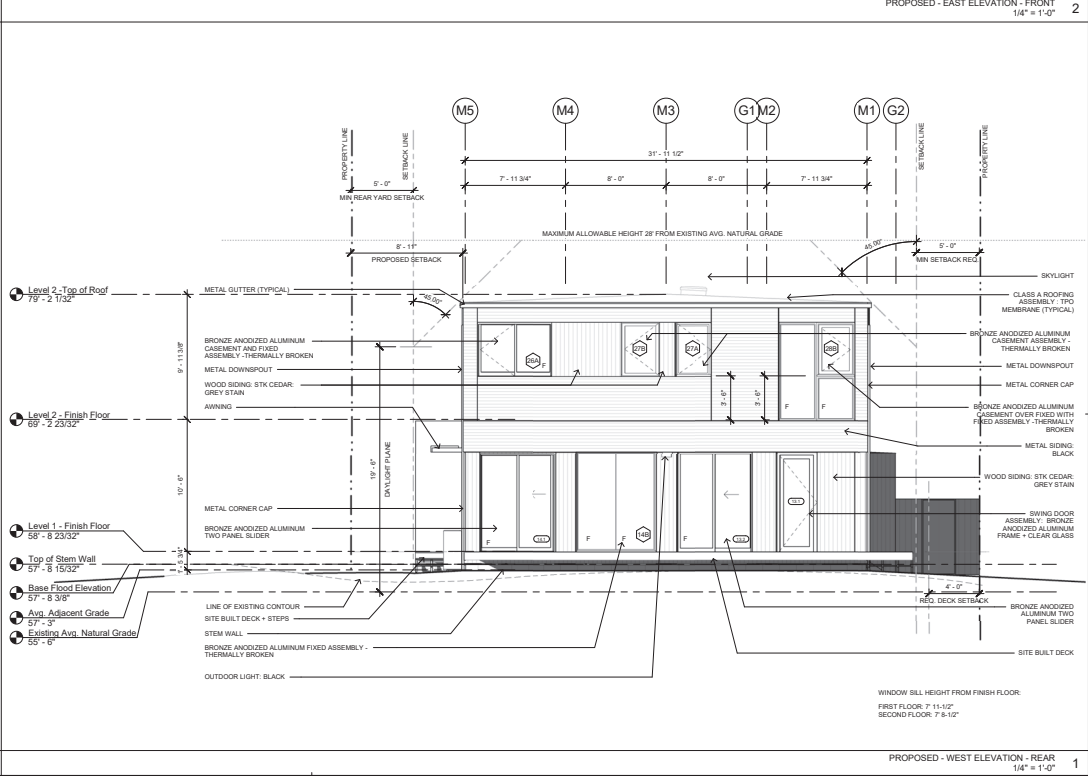 PROPOSED - EAST ELEVATION - FRONT
1/4" = 1'-0"
2
M5
M4
M3
G1
M2
M1
G2
PROPERTY LINE
SETBACK LINE
SETBACK LINE
PROPERTY LINE
31' - 11 1/2"
5' - 0"
MIN REAR YARD SETBACK
7' - 11 3/4"
8' - 0"
8' - 0"
7' - 11 3/4"
MAXIMUM ALLOWABLE HEIGHT 28' FROM EXISTING AVG. NATURAL GRADE
8' - 11"
PROPOSED SETBACK
45.00°
5' - 0"
MIN SETBACK REQ.
SKYLIGHT
Level 2 -Top of Roof
79' - 2 1/32"
METAL GUTTER (TYPICAL)
45.00°
CLASS A ROOFING
ASSEMBLY : TPO
MEMBRANE (TYPICAL)
BRONZE ANODIZED ALUMINUM
CASEMENT AND FIXED
ASSEMBLY -THERMALLY BROKEN
BRONZE ANODIZED ALUMINUM
CASEMENT ASSEMBLY -
THERMALLY BROKEN
26A
F
27B
27A
28B
9' - 11 3/8"
METAL DOWNSPOUT
METAL DOWNSPOUT
WOOD SIDING: STK CEDAR:
GREY STAIN
METAL CORNER CAP
3' - 6"
3' - 6"
F
F
AWNING
BRONZE ANODIZED ALUMINUM
CASEMENT OVER FIXED WITH
FIXED ASSEMBLY -THERMALLY
BROKEN
Level 2 - Finish Floor
69' - 2 23/32"
METAL SIDING:
BLACK
19' - 6"
DAYLIGHT PLANE
10' - 6"
WOOD SIDING: STK CEDAR:
GREY STAIN
METAL CORNER CAP
SWING DOOR
ASSEMBLY: BRONZE
ANODIZED ALUMINUM
FRAME + CLEAR GLASS
BRONZE ANODIZED ALUMINUM
TWO PANEL SLIDER
F
F
F
14B
F
Level 1 - Finish Floor
58' - 8 23/32"
Top of Stem Wall
57' - 8 15/32"
Base Flood Elevation
57' - 8 3/8"
Avg. Adjacent Grade
57' - 3"
Existing Avg. Natural Grade
55' - 6"
4' - 0"
REQ. DECK SETBACK
LINE OF EXISTING CONTOUR
SITE BUILT DECK + STEPS
BRONZE ANODIZED
ALUMINUM TWO
PANEL SLIDER
STEM WALL
BRONZE ANODIZED ALUMINUM FIXED ASSEMBLY -
THERMALLY BROKEN
SITE BUILT DECK
OUTDOOR LIGHT: BLACK
WINDOW SILL HEIGHT FROM FINISH FLOOR:
FIRST FLOOR: 7' 11-1/2"
SECOND FLOOR: 7' 8-1/2"
PROPOSED - WEST ELEVATION - REAR
1/4" = 1'-0"
1